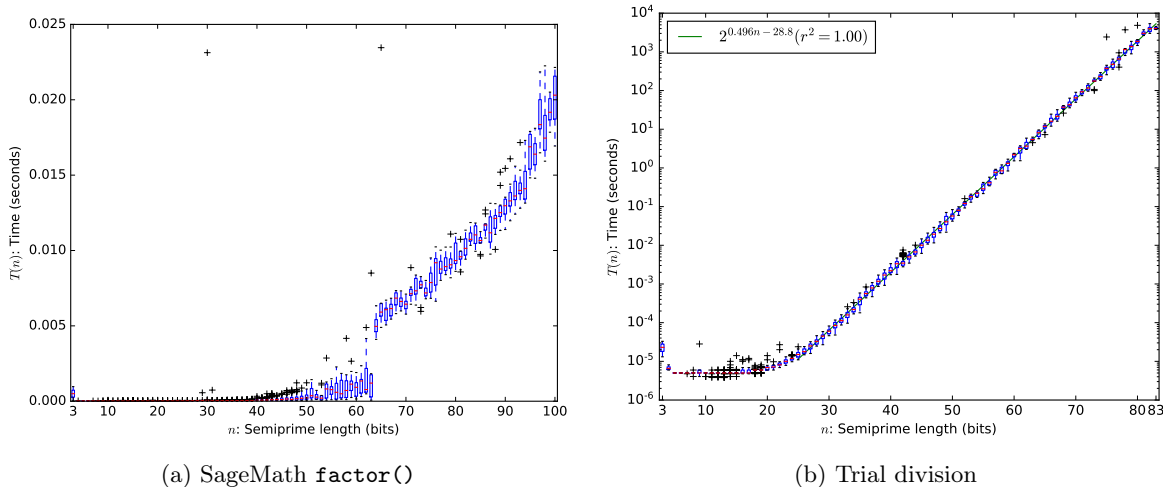 0.025
0.020
0.015
0.010
0.005
0.000
T(n): Time (seconds)
3 10 20 30 40 50 60 70 80 90 100
n: Semiprime length (bits)
(a) SageMath factor()
2^{0.496n−28.8}(r^2 = 1.00)
10^4
10^3
10^2
10^1
10^0
10^{-1}
10^{-2}
10^{-3}
10^{-4}
10^{-5}
10^{-6}
T(n): Time (seconds)
3 10 20 30 40 50 60 70 80 83
n: Semiprime length (bits)
(b) Trial division